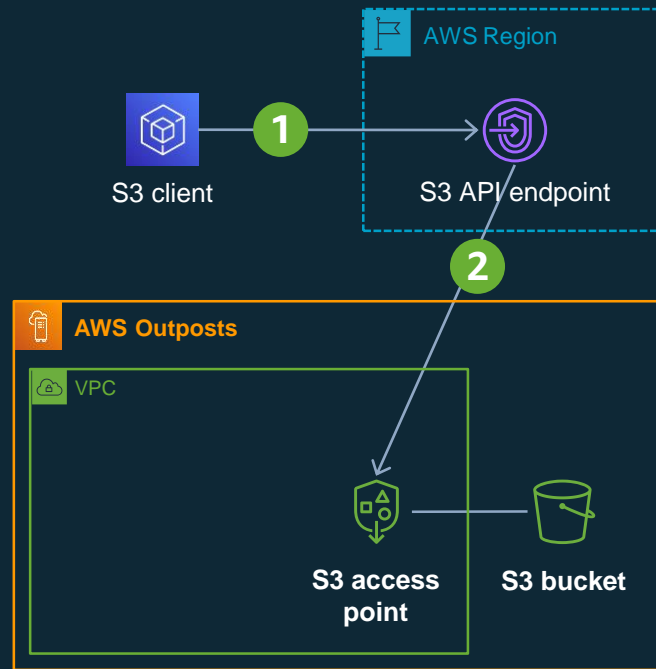 AWS Region
1
S3 client
S3 API endpoint
2
AWS Outposts
VPC
S3 access
point
S3 bucket